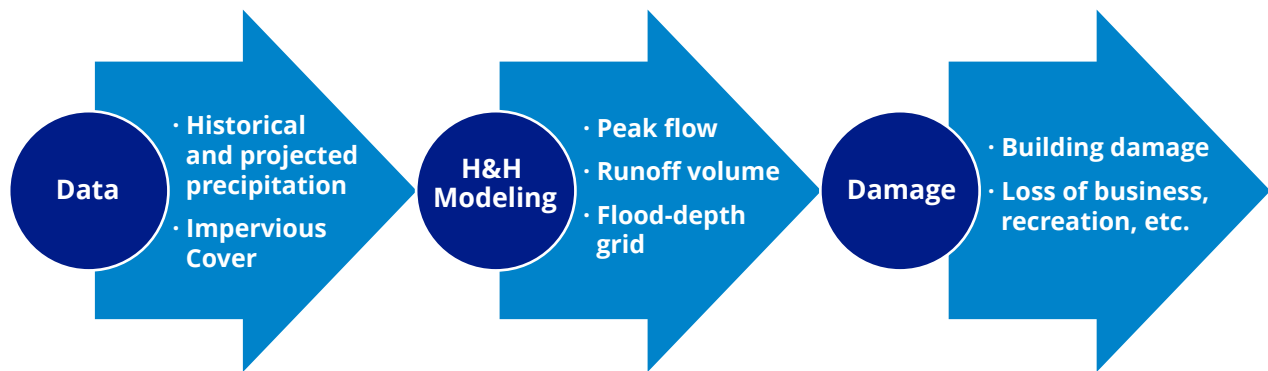 Data
· Historical
and projected
precipitation
· Impervious
Cover
H&H
Modeling
· Peak flow
· Runoff volume
· Flood-depth
grid
Damage
· Building damage
· Loss of business,
recreation, etc.